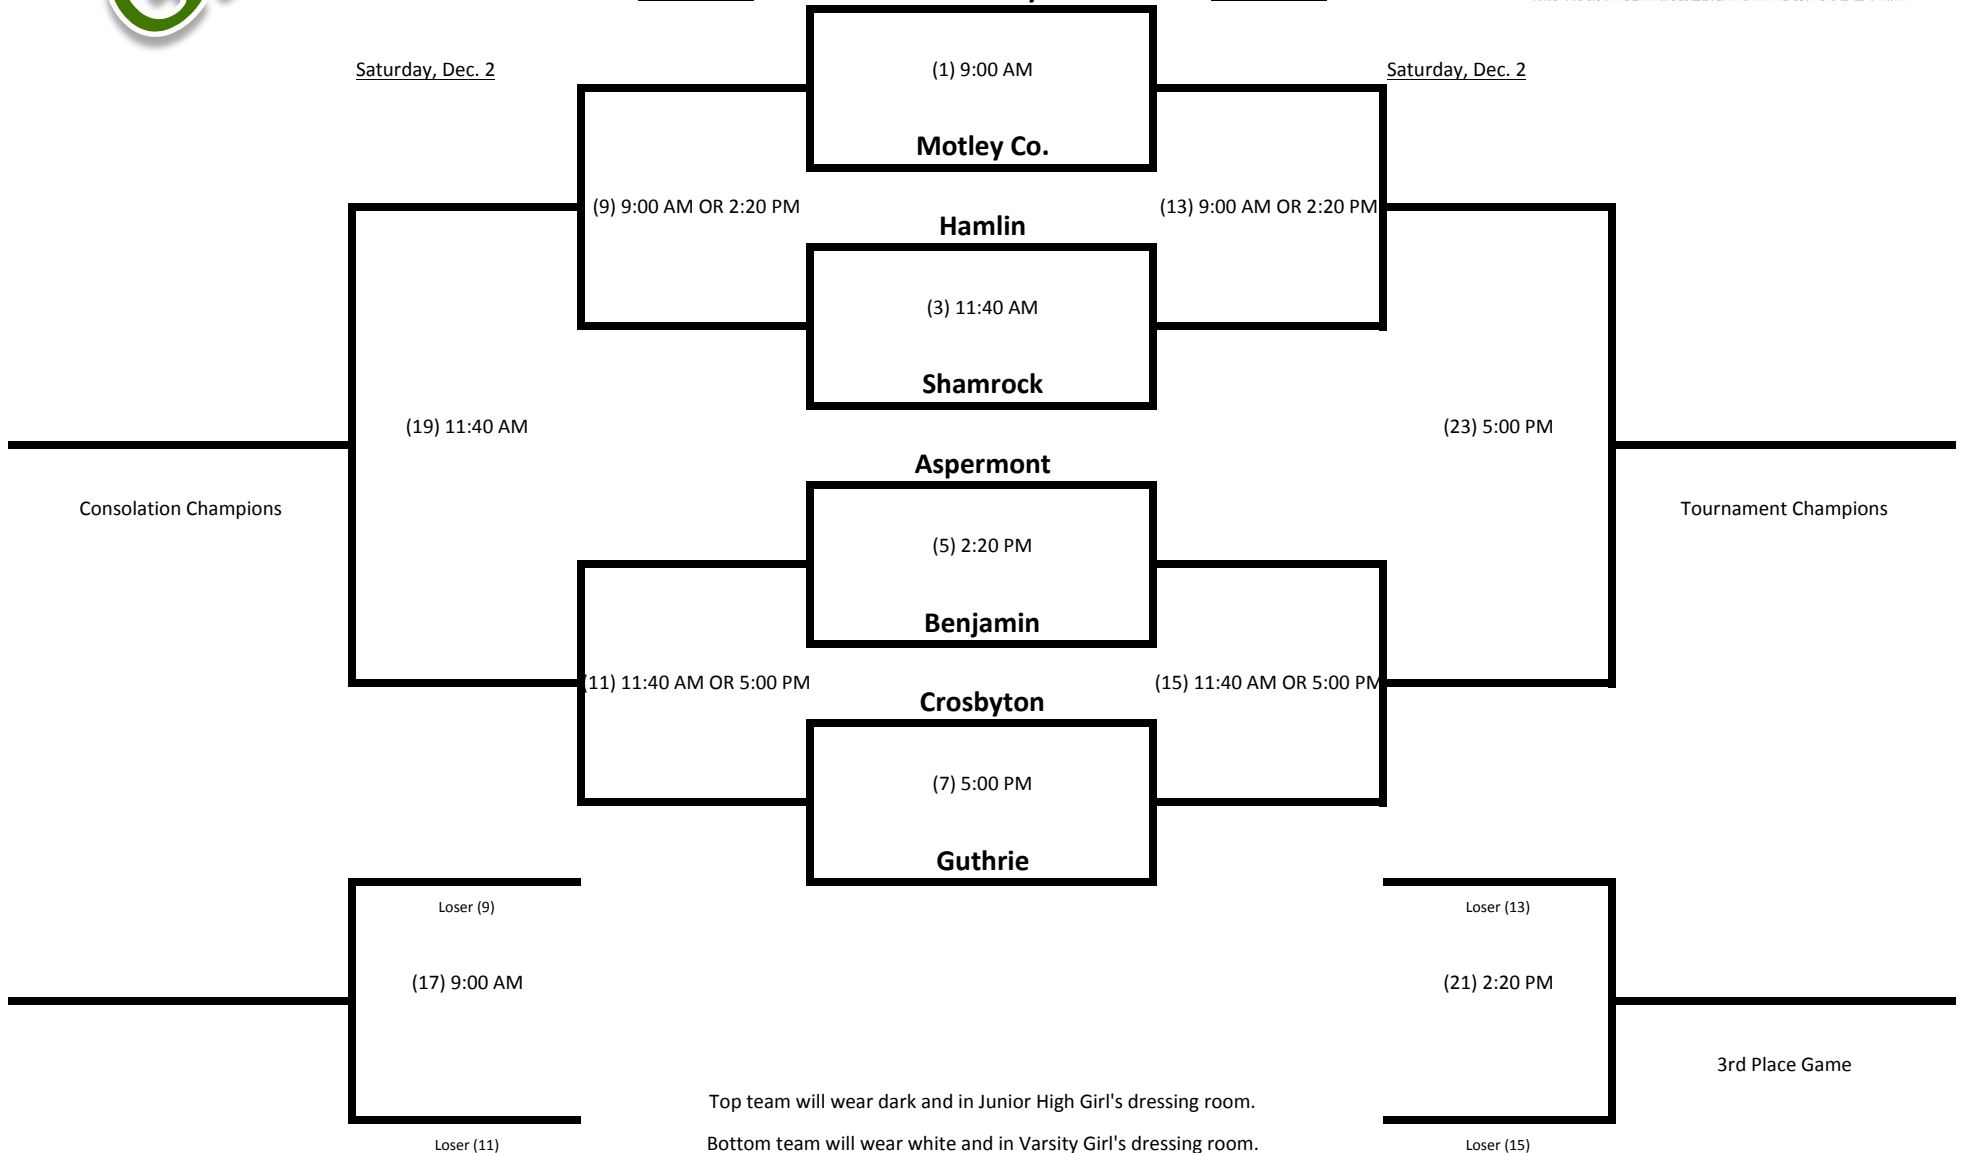 Saturday, Dec. 2
(1) 9:00 AM
Saturday, Dec. 2
Motley Co.
(9) 9:00 AM OR 2:20 PM
(13) 9:00 AM OR 2:20 PM
Hamlin
(3) 11:40 AM
Shamrock
(19) 11:40 AM
(23) 5:00 PM
Aspermont
Consolation Champions
Tournament Champions
(5) 2:20 PM
Benjamin
(11) 11:40 AM OR 5:00 PM
(15) 11:40 AM OR 5:00 PM
Crosbyton
(7) 5:00 PM
Guthrie
Loser (9)
Loser (13)
(17) 9:00 AM
(21) 2:20 PM
3rd Place Game
Top team will wear dark and in Junior High Girl's dressing room.
Loser (11)
Bottom team will wear white and in Varsity Girl's dressing room.
Loser (15)